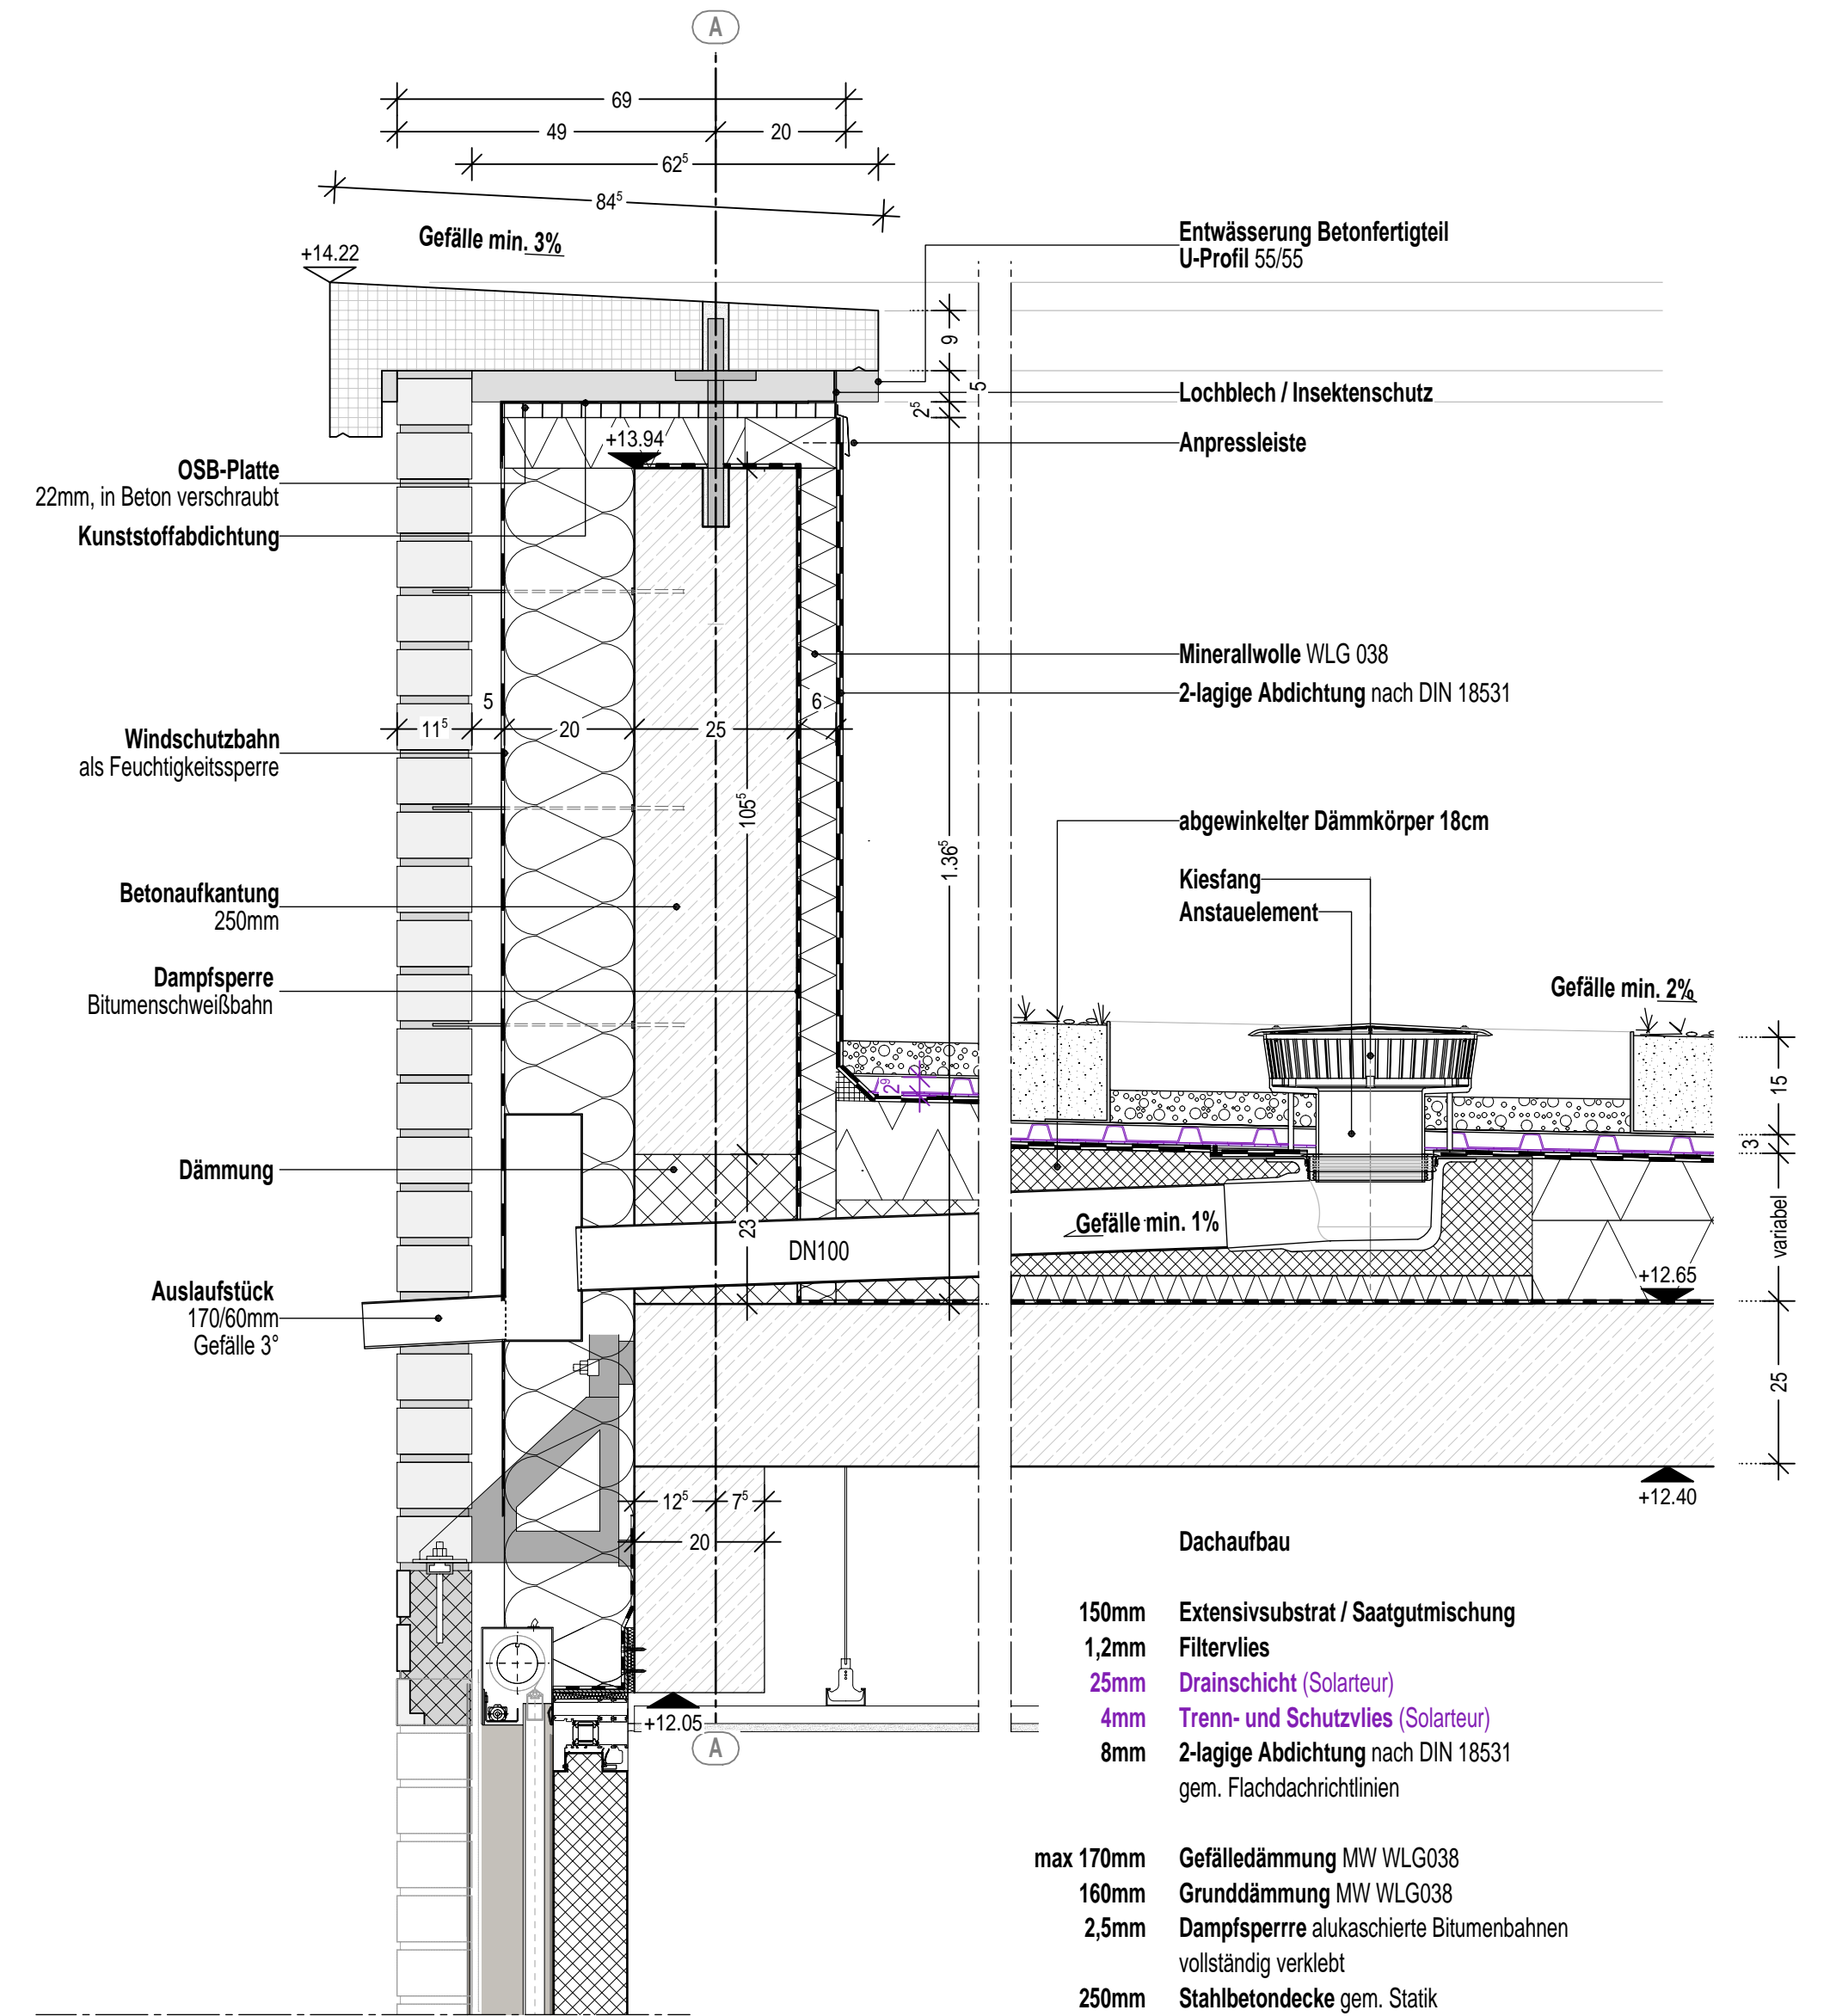 A
69
49
20
62⁵
84⁵
Gefälle min. 3%
+14.22
Entwässerung Betonfertigteil
U-Profil 55/55
9
5
2⁵
Lochblech / Insektenschutz
Anpressleiste
+13.94
OSB-Platte
22mm, in Beton verschraubt
Kunststoffabdichtung
Minerallwolle WLG 038
2-lagige Abdichtung nach DIN 18531
5
6
11⁵
20
25
Windschutzbahn
als Feuchtigkeitssperre
105⁵
1.36⁵
abgewinkelter Dämmkörper 18cm
Kiesfang
Anstauelement
Betonaufkantung
250mm
Dampfsperre
Bitumenschweißbahn
Gefälle min. 2%
2⁹
15
3
variabel
25
Dämmung
23
DN100
Gefälle min. 1%
+12.65
Auslaufstück
170/60mm
Gefälle 3°
+12.40
12⁵
7⁵
20
+12.05
A
Dachaufbau
150mm Extensivsubstrat / Saatgutmischung
1,2mm Filtervlies
25mm Drainschicht (Solarteur)
4mm Trenn- und Schutzvlies (Solarteur)
8mm 2-lagige Abdichtung nach DIN 18531
gem. Flachdachrichtlinien
max 170mm Gefälledämmung MW WLG038
160mm Grunddämmung MW WLG038
2,5mm Dampfsperrre alukaschierte Bitumenbahnen
vollständig verklebt
250mm Stahlbetondecke gem. Statik